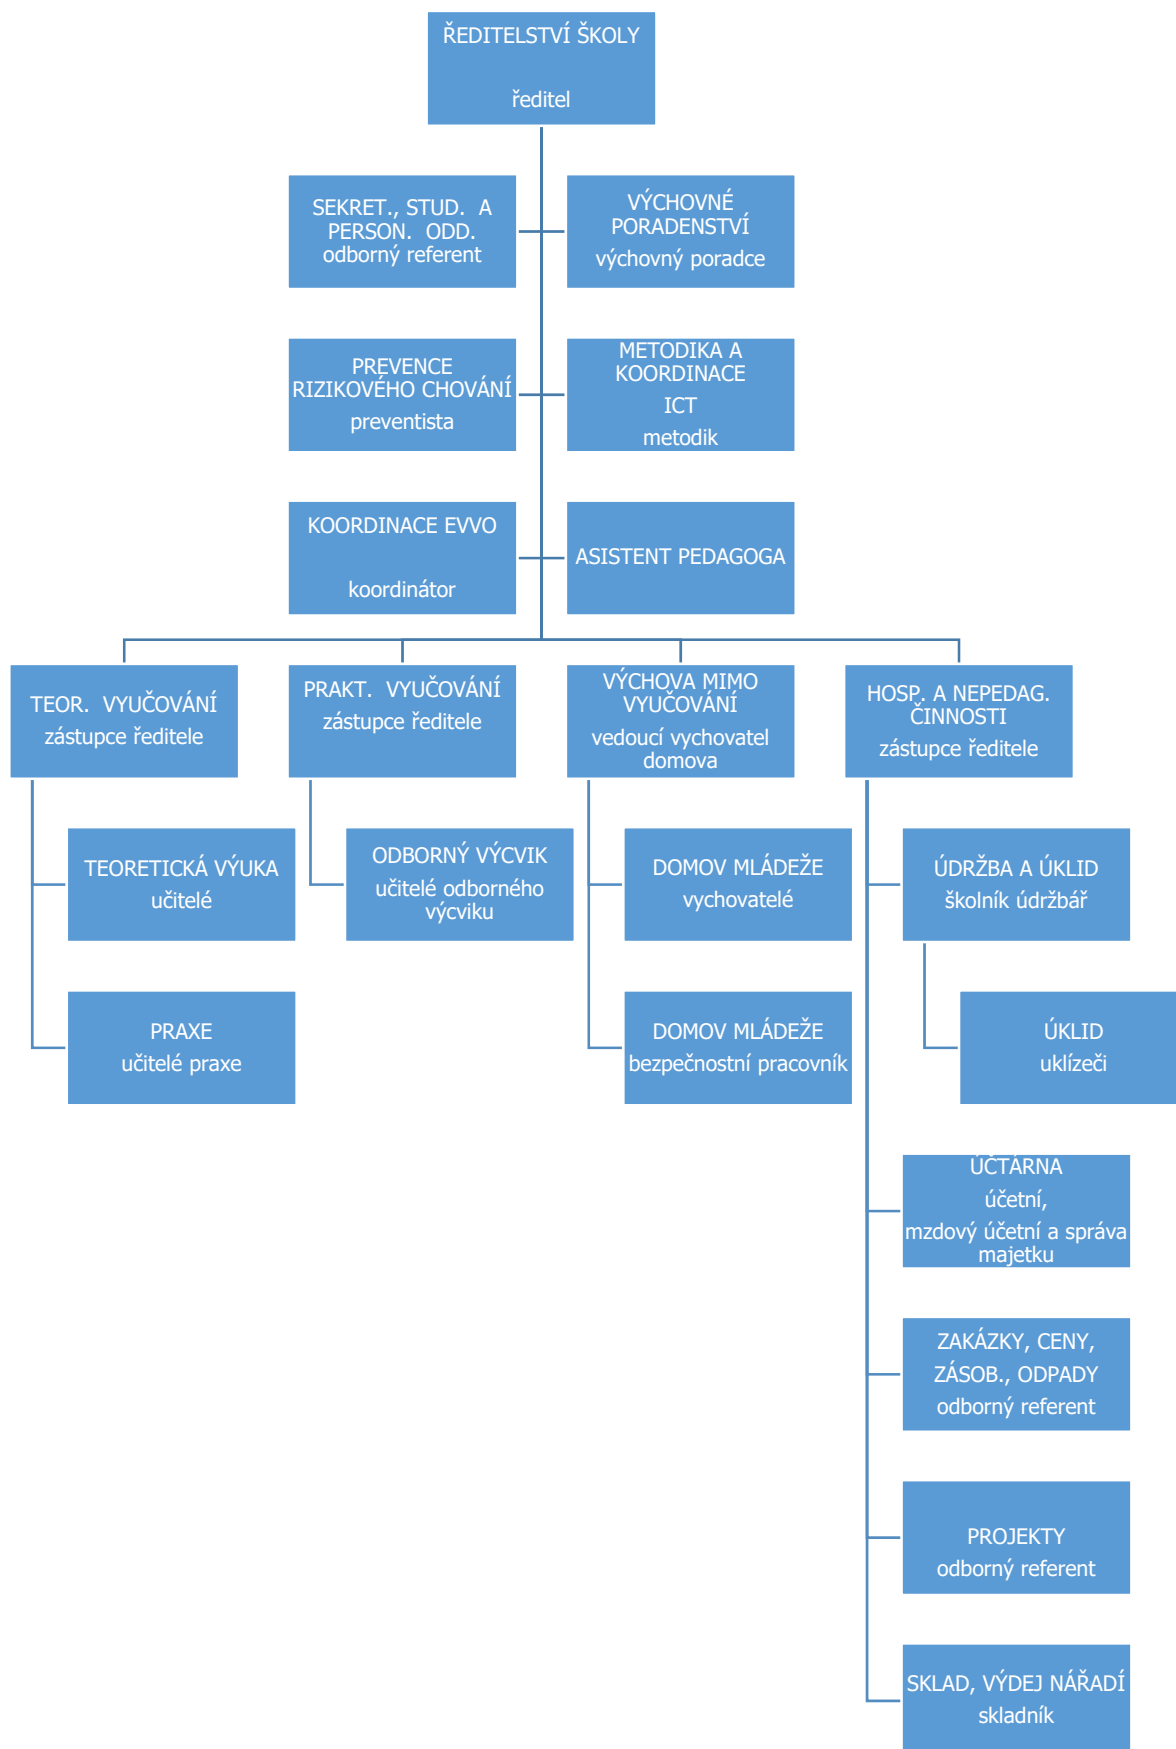 ŘEDITELSTVÍ ŠKOLY
ředitel
SEKRET., STUD. A
PERSON. ODD.
odborný referent
VÝCHOVNÉ
PORADENSTVÍ
výchovný poradce
PREVENCE
RIZIKOVÉHO CHOVÁNÍ
preventista
METODIKA A
KOORDINACE
ICT
metodik
KOORDINACE EVVO
koordinátor
ASISTENT PEDAGOGA
TEOR. VYUČOVÁNÍ
zástupce ředitele
PRAKT. VYUČOVÁNÍ
zástupce ředitele
VÝCHOVA MIMO
VYUČOVÁNÍ
vedoucí vychovatel
domova
HOSP. A NEPEDAG.
ČINNOSTI
zástupce ředitele
TEORETICKÁ VÝUKA
učitelé
ODBORNÝ VÝCVIK
učitelé odborného
výcviku
DOMOV MLÁDEŽE
vychovatelé
ÚDRŽBA A ÚKLID
školník údržbář
PRAXE
učitelé praxe
DOMOV MLÁDEŽE
bezpečnostní pracovník
ÚKLID
uklízeči
ÚČTÁRNA
účetní,
mzdový účetní a správa
majetku
ZAKÁZKY, CENY,
ZÁSOB., ODPADY
odborný referent
PROJEKTY
odborný referent
SKLAD, VÝDEJ NÁŘADÍ
skladník